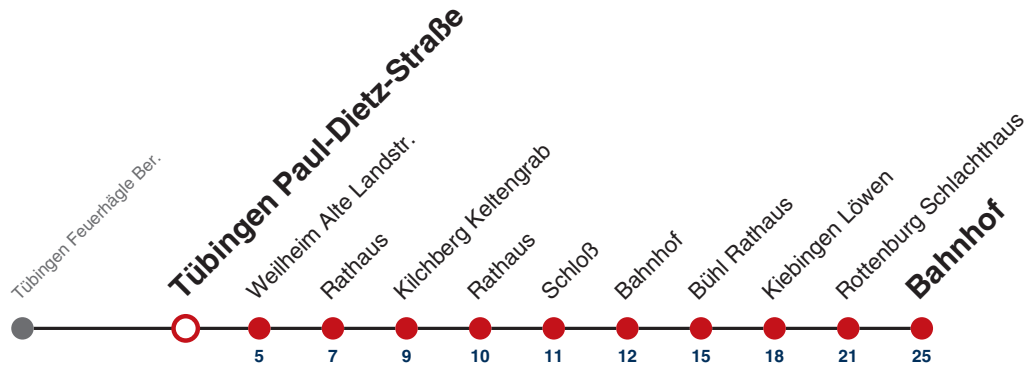 Tübingen Feuerhägle Ber.
Tübingen Paul-Dietz-Straße
Weilheim Alte Landstr.
Rathaus
Kilchberg Keltengrab
Rathaus
Schloß
Bahnhof
Bühl Rathaus
Kiebingen Löwen
Rottenburg Schlachthaus
Bahnhof
5 7 9 10 11 12 15 18 21 25